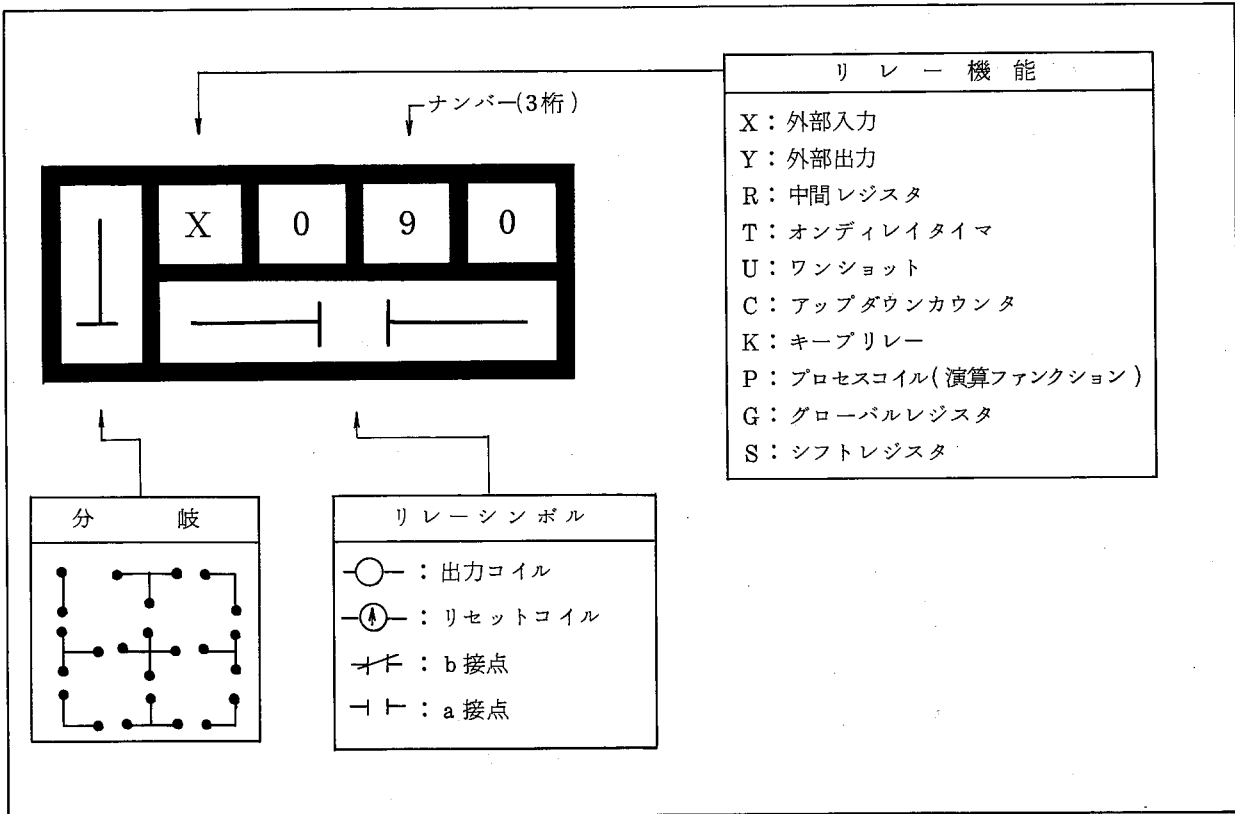 リレー機能
X：外部入力
Y：外部出力
R：中間レジスタ
T：オンディレイタイマ
U：ワンショット
C：アップダウンカウンタ
K：キープリレー
P：プロセスコイル(演算ファンクション)
G：グローバルレジスタ
S：シフトレジスタ
ナンバー(3桁)
X 0 9 0
分岐
リレーシンボル
：出力コイル
：リセットコイル
：b接点
：a接点